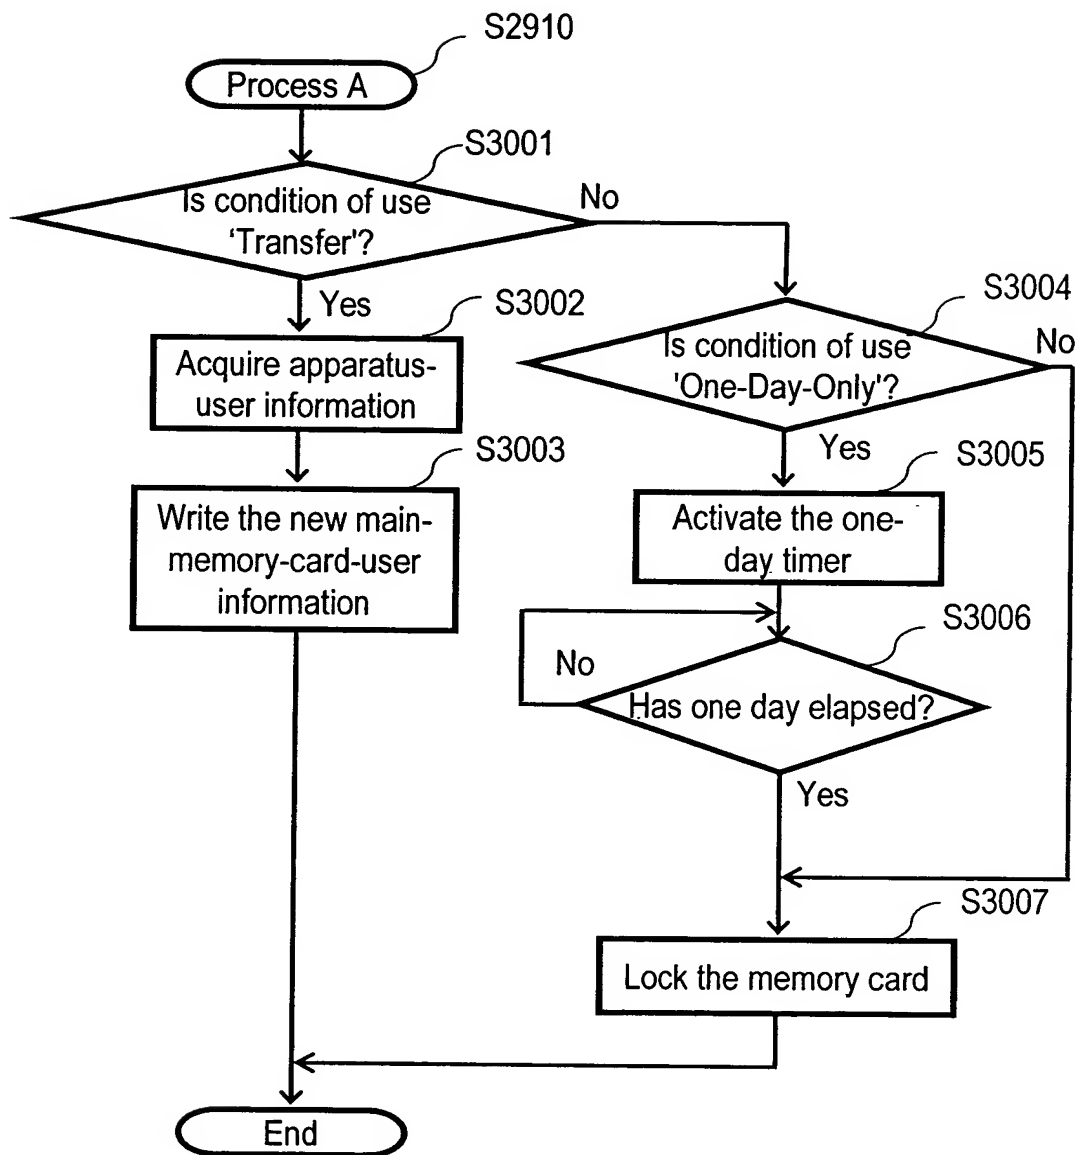 S2910
Process A
S3001
Is condition of use
'Transfer'?
No
Yes
S3002
Acquire apparatus-
user information
S3003
Write the new main-
memory-card-user
information
S3004
Is condition of use
'One-Day-Only'?
No
Yes
S3005
Activate the one-
day timer
S3006
No
Has one day elapsed?
Yes
S3007
Lock the memory card
End